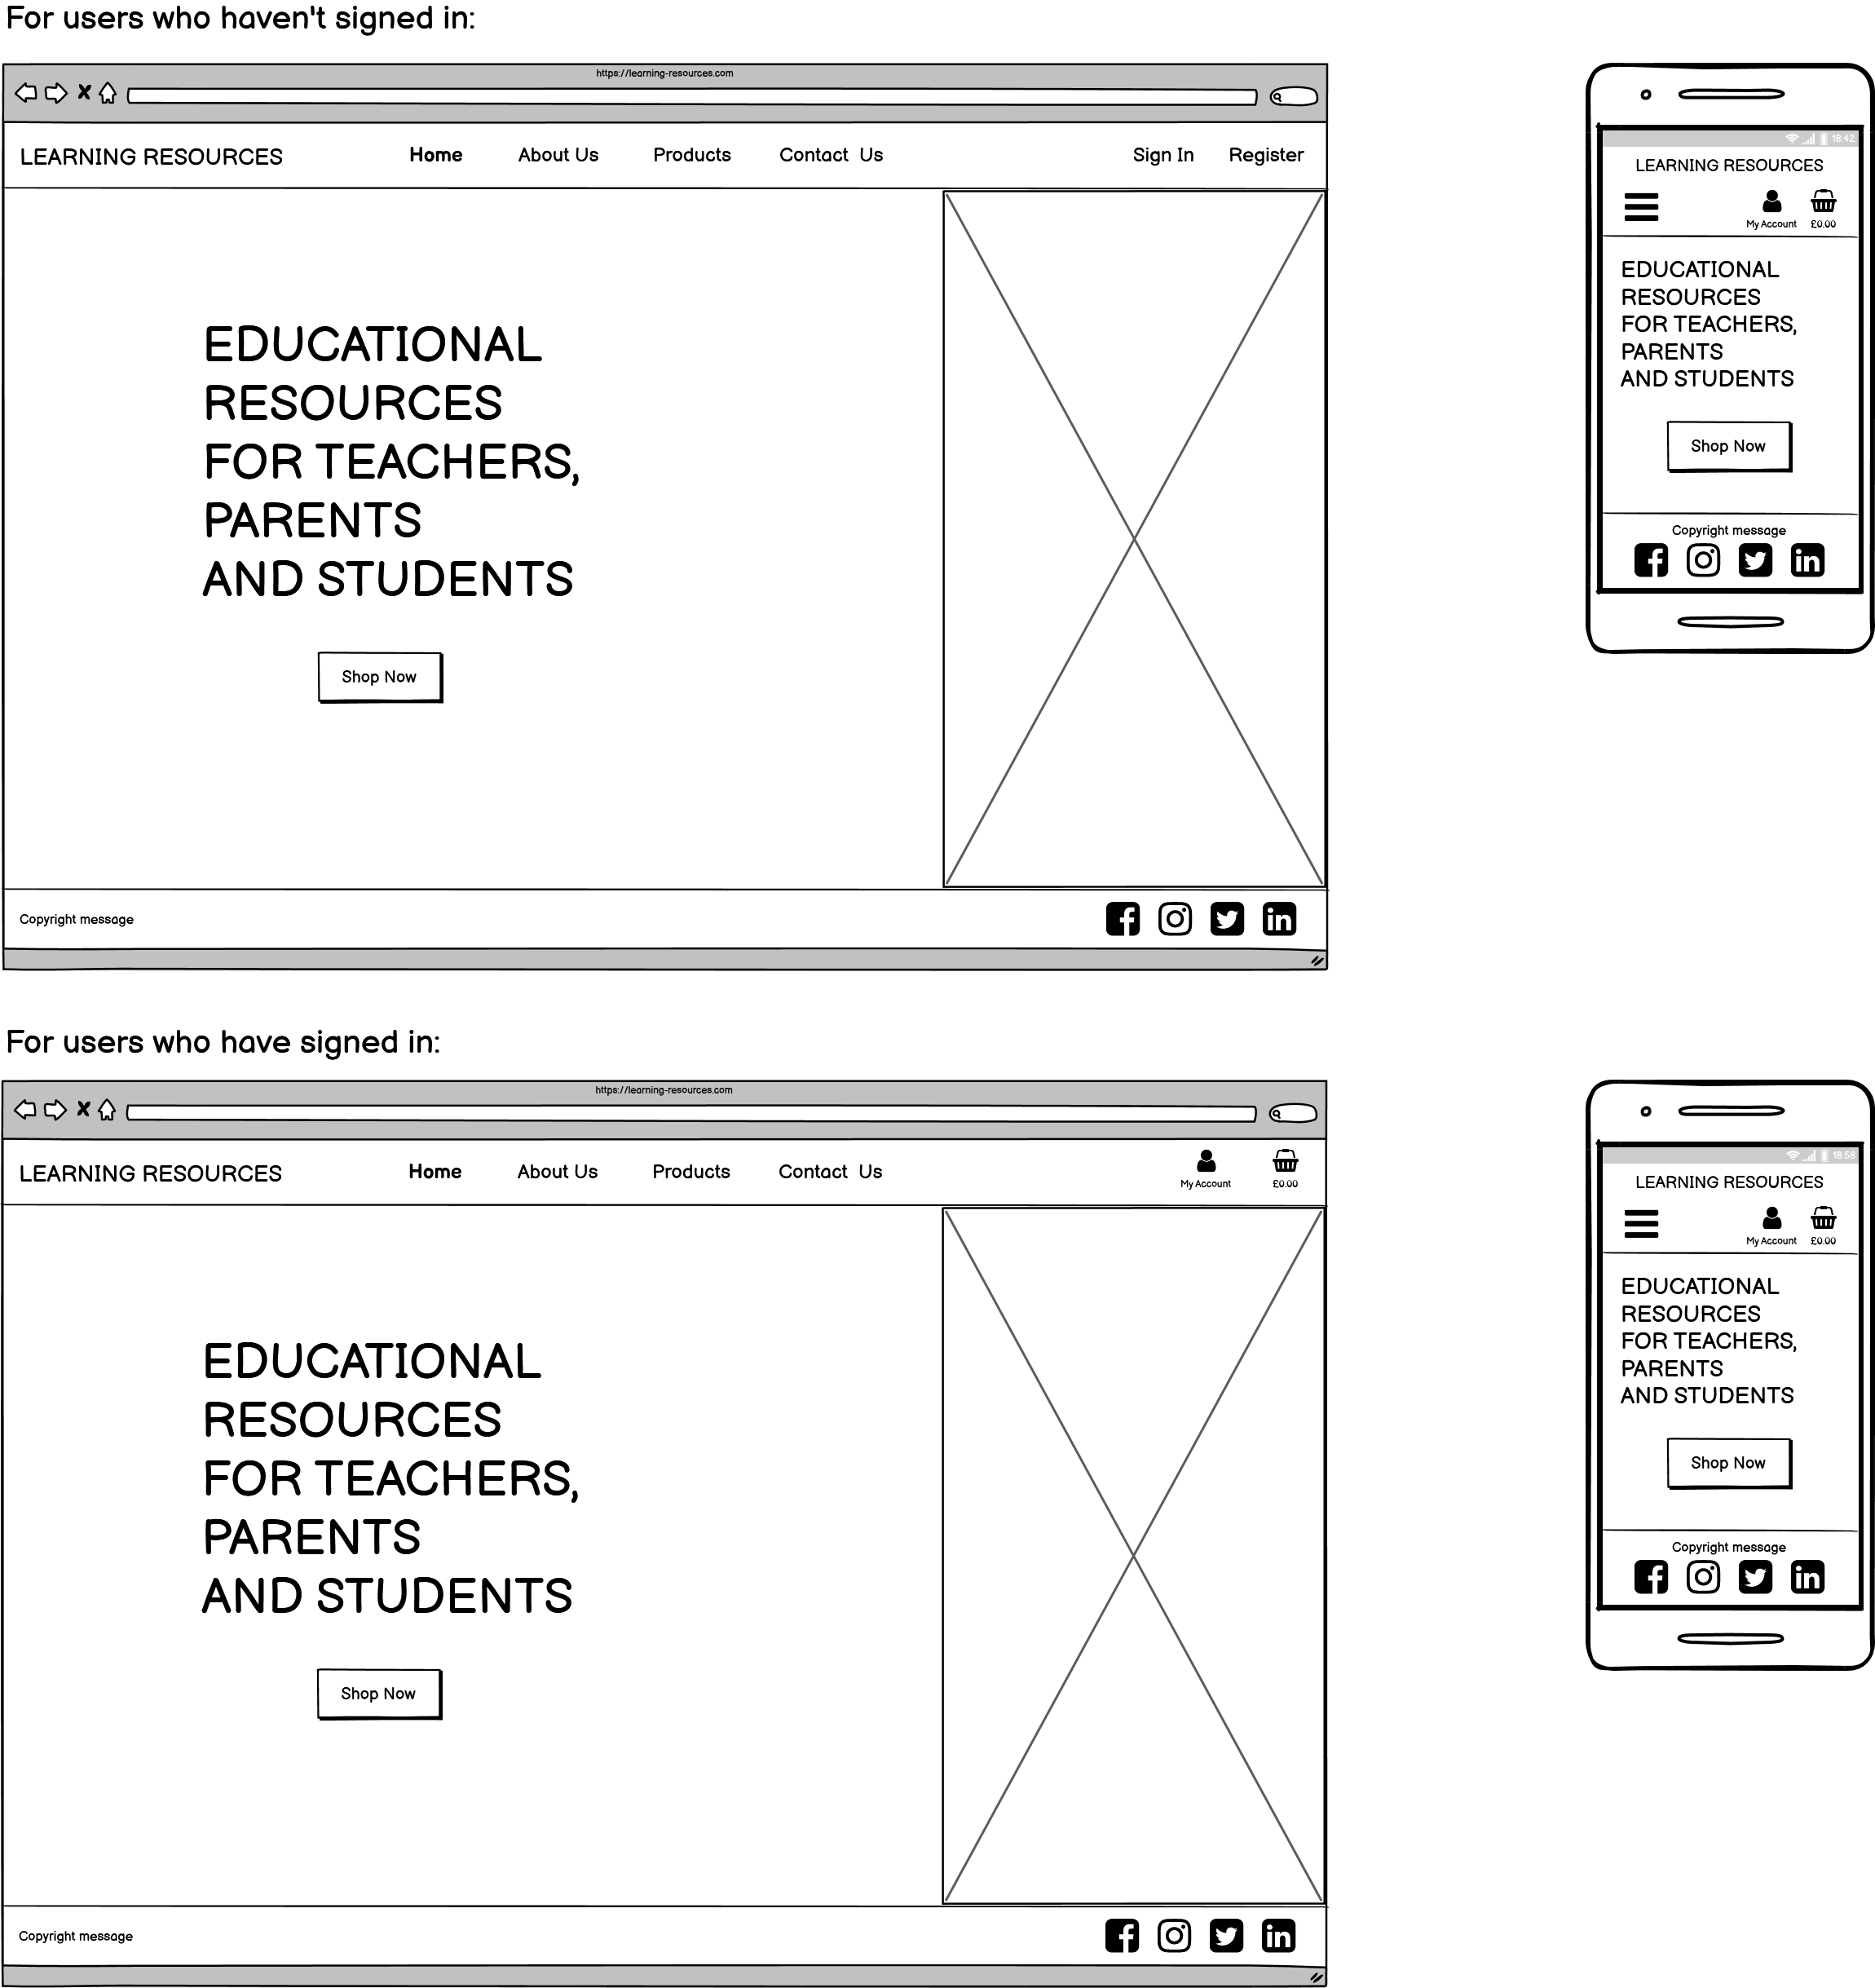 For users who haven't signed in:
https://learning-resources.com
LEARNING RESOURCES Home About Us Products Contact Us Sign In Register
EDUCATIONAL
RESOURCES
FOR TEACHERS,
PARENTS
AND STUDENTS
Shop Now
Copyright message
18:42
LEARNING RESOURCES
My Account £0.00
EDUCATIONAL
RESOURCES
FOR TEACHERS,
PARENTS
AND STUDENTS
Shop Now
Copyright message
For users who have signed in:
https://learning-resources.com
LEARNING RESOURCES Home About Us Products Contact Us My Account £0.00
EDUCATIONAL
RESOURCES
FOR TEACHERS,
PARENTS
AND STUDENTS
Shop Now
Copyright message
18:58
LEARNING RESOURCES
My Account £0.00
EDUCATIONAL
RESOURCES
FOR TEACHERS,
PARENTS
AND STUDENTS
Shop Now
Copyright message